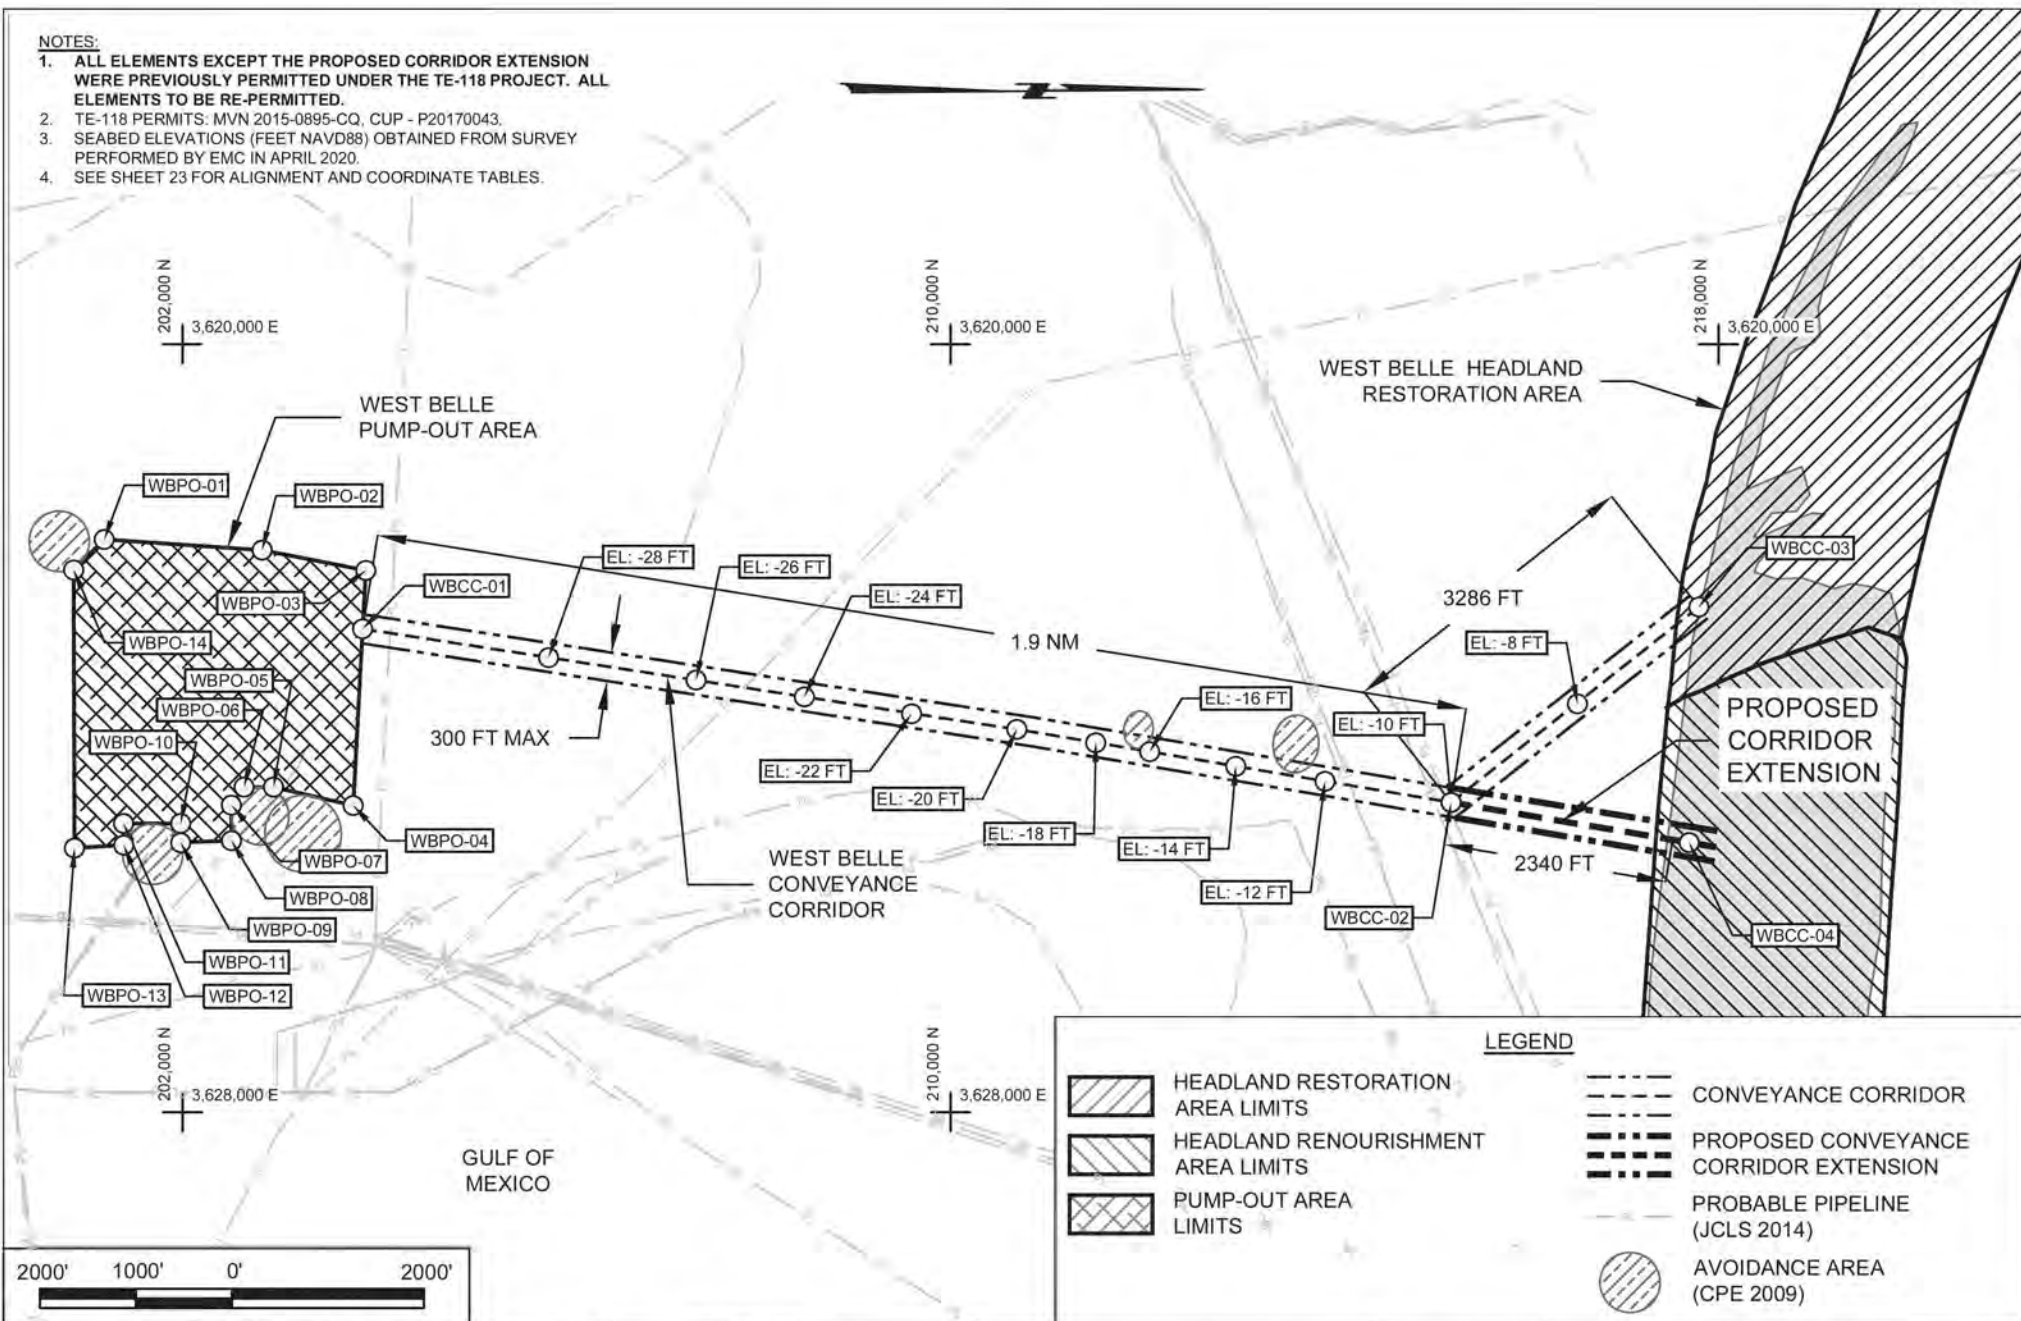 NOTES:
1. ALL ELEMENTS EXCEPT THE PROPOSED CORRIDOR EXTENSION
WERE PREVIOUSLY PERMITTED UNDER THE TE-118 PROJECT. ALL
ELEMENTS TO BE RE-PERMITTED.
2. TE-118 PERMITS: MVN 2015-0895-CQ, CUP - P20170043.
3. SEABED ELEVATIONS (FEET NAVD88) OBTAINED FROM SURVEY
PERFORMED BY EMC IN APRIL 2020.
4. SEE SHEET 23 FOR ALIGNMENT AND COORDINATE TABLES.
Z
202,000 N
3,620,000 E
210,000 N
3,620,000 E
218,000 N
3,620,000 E
WEST BELLE HEADLAND
RESTORATION AREA
WEST BELLE
PUMP-OUT AREA
WBPO-01
WBPO-02
WBPO-03
WBCC-01
WBPO-14
WBPO-05
WBPO-06
WBPO-10
WBPO-04
WBPO-07
WBPO-08
WBPO-09
WBPO-11
WBPO-13
WBPO-12
EL: -28 FT
EL: -26 FT
EL: -24 FT
1.9 NM
3286 FT
WBCC-03
EL: -8 FT
EL: -16 FT
EL: -10 FT
300 FT MAX
EL: -22 FT
EL: -20 FT
EL: -18 FT
EL: -14 FT
EL: -12 FT
PROPOSED
CORRIDOR
EXTENSION
WEST BELLE
CONVEYANCE
CORRIDOR
2340 FT
WBCC-02
WBCC-04
202,000 N
3,628,000 E
210,000 N
3,628,000 E
GULF OF
MEXICO
LEGEND
HEADLAND RESTORATION
AREA LIMITS
HEADLAND RENOURISHMENT
AREA LIMITS
PUMP-OUT AREA
LIMITS
CONVEYANCE CORRIDOR
PROPOSED CONVEYANCE
CORRIDOR EXTENSION
PROBABLE PIPELINE
(JCLS 2014)
AVOIDANCE AREA
(CPE 2009)
2000' 1000' 0' 2000'